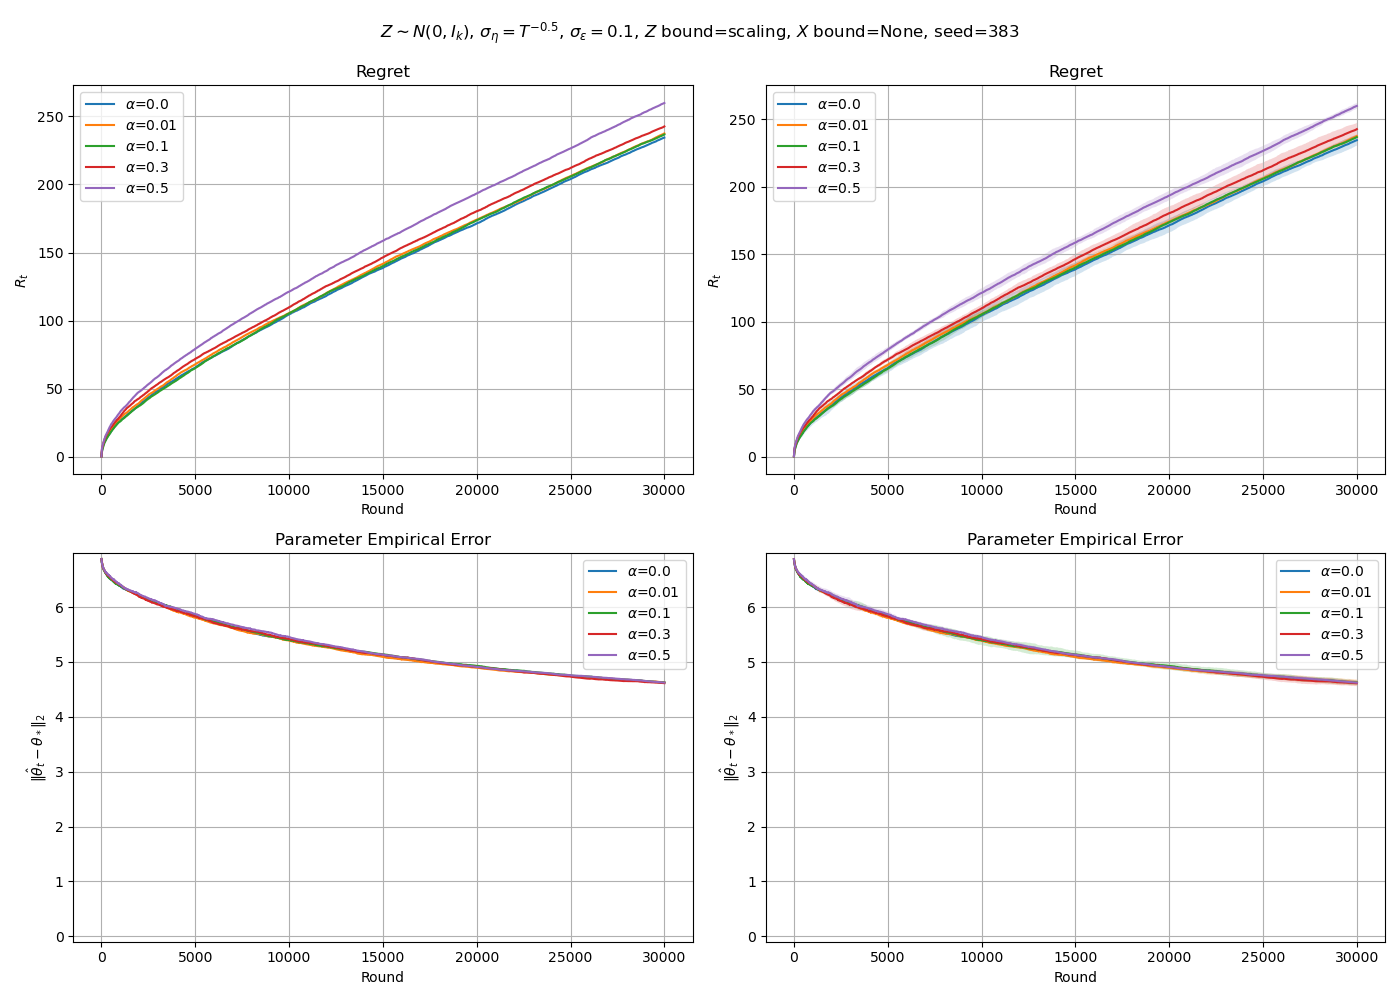 Z ∼ N(0, I_k), σ_η = T^{−0.5}, σ_ε = 0.1, Z bound=scaling, X bound=None, seed=383
Regret
R_t
250
200
150
100
50
0
α=0.0
α=0.01
α=0.1
α=0.3
α=0.5
0 5000 10000 15000 20000 25000 30000
Round
Regret
R_t
250
200
150
100
50
0
α=0.0
α=0.01
α=0.1
α=0.3
α=0.5
0 5000 10000 15000 20000 25000 30000
Round
Parameter Empirical Error
‖θ̂_t − θ_*‖_2
6
5
4
3
2
1
0
α=0.0
α=0.01
α=0.1
α=0.3
α=0.5
0 5000 10000 15000 20000 25000 30000
Round
Parameter Empirical Error
‖θ̂_t − θ_*‖_2
6
5
4
3
2
1
0
α=0.0
α=0.01
α=0.1
α=0.3
α=0.5
0 5000 10000 15000 20000 25000 30000
Round